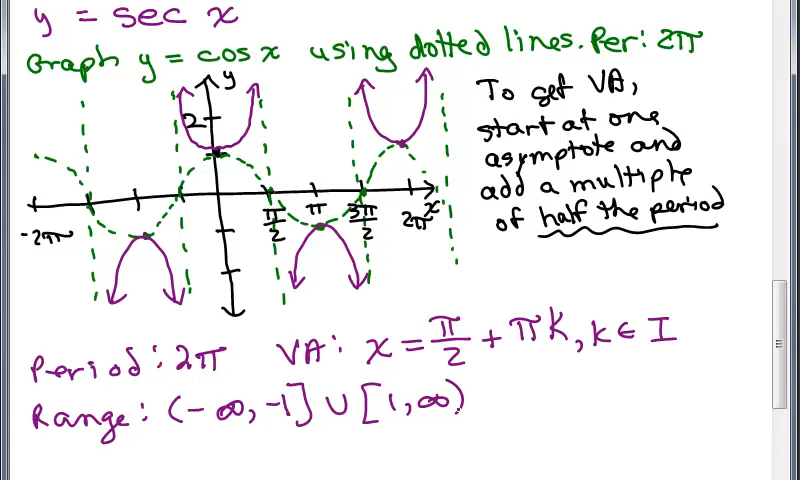 y = sec x
Graph y = cos x using dotted lines. Per: 2π
y
2
-2π
π/2
π
3π/2
2π
x
To get VA,
start at one
asymptote and
add a multiple
of half the period
Period: 2π VA: x = π/2 + πk, k ∈ I
Range: (-∞, -1] ∪ [1, ∞)